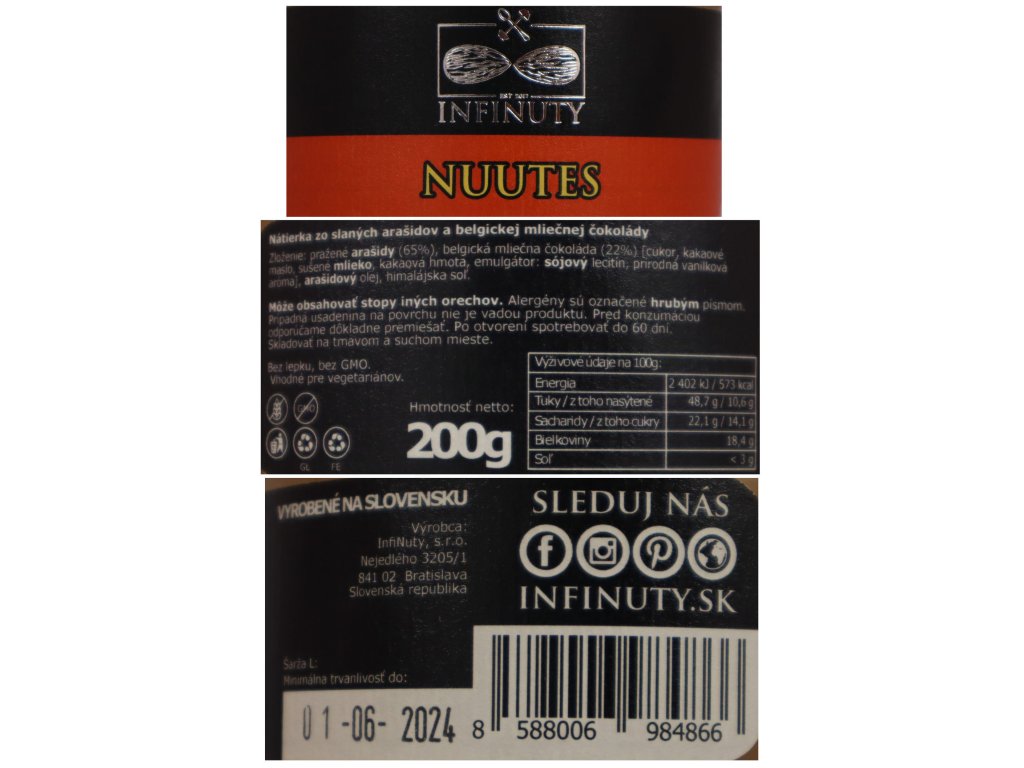 EST 2017
INFINUTY
NUUTES
Nátierka zo slaných arašidov a belgickej mliečnej čokolády
Zloženie: pražené arašidy (65%), belgická mliečna čokoláda (22%) [cukor, kakaové
maslo, sušené mlieko, kakaová hmota, emulgátor: sójový lecitín, prírodná vanilková
aroma], arašidový olej, himalájska soľ.
Môže obsahovať stopy iných orechov. Alergény sú označené hrubým písmom.
Prípadná usadenina na povrchu nie je vadou produktu. Pred konzumáciou
odporúčame dôkladne premiešať. Po otvorení spotrebovať do 60 dní.
Skladovať na tmavom a suchom mieste.
Bez lepku, bez GMO.
Vhodné pre vegetariánov.
GMO
GL FE
Hmotnosť netto:
200g
Výživové údaje na 100g:
Energia 2 402 kJ / 573 kcal
Tuky / z toho nasýtené 48,7 g / 10,6 g
Sacharidy / z toho cukry 22,1 g / 14,1 g
Bielkoviny 18,4 g
Soľ < 3 g
VYROBENÉ NA SLOVENSKU
Výrobca:
InfiNuty, s.r.o.
Nejedlého 3205/1
841 02 Bratislava
Slovenská republika
SLEDUJ NÁS
INFINUTY.SK
Šarža L:
Minimálna trvanlivosť do:
01-06-2024
8 588006 984866